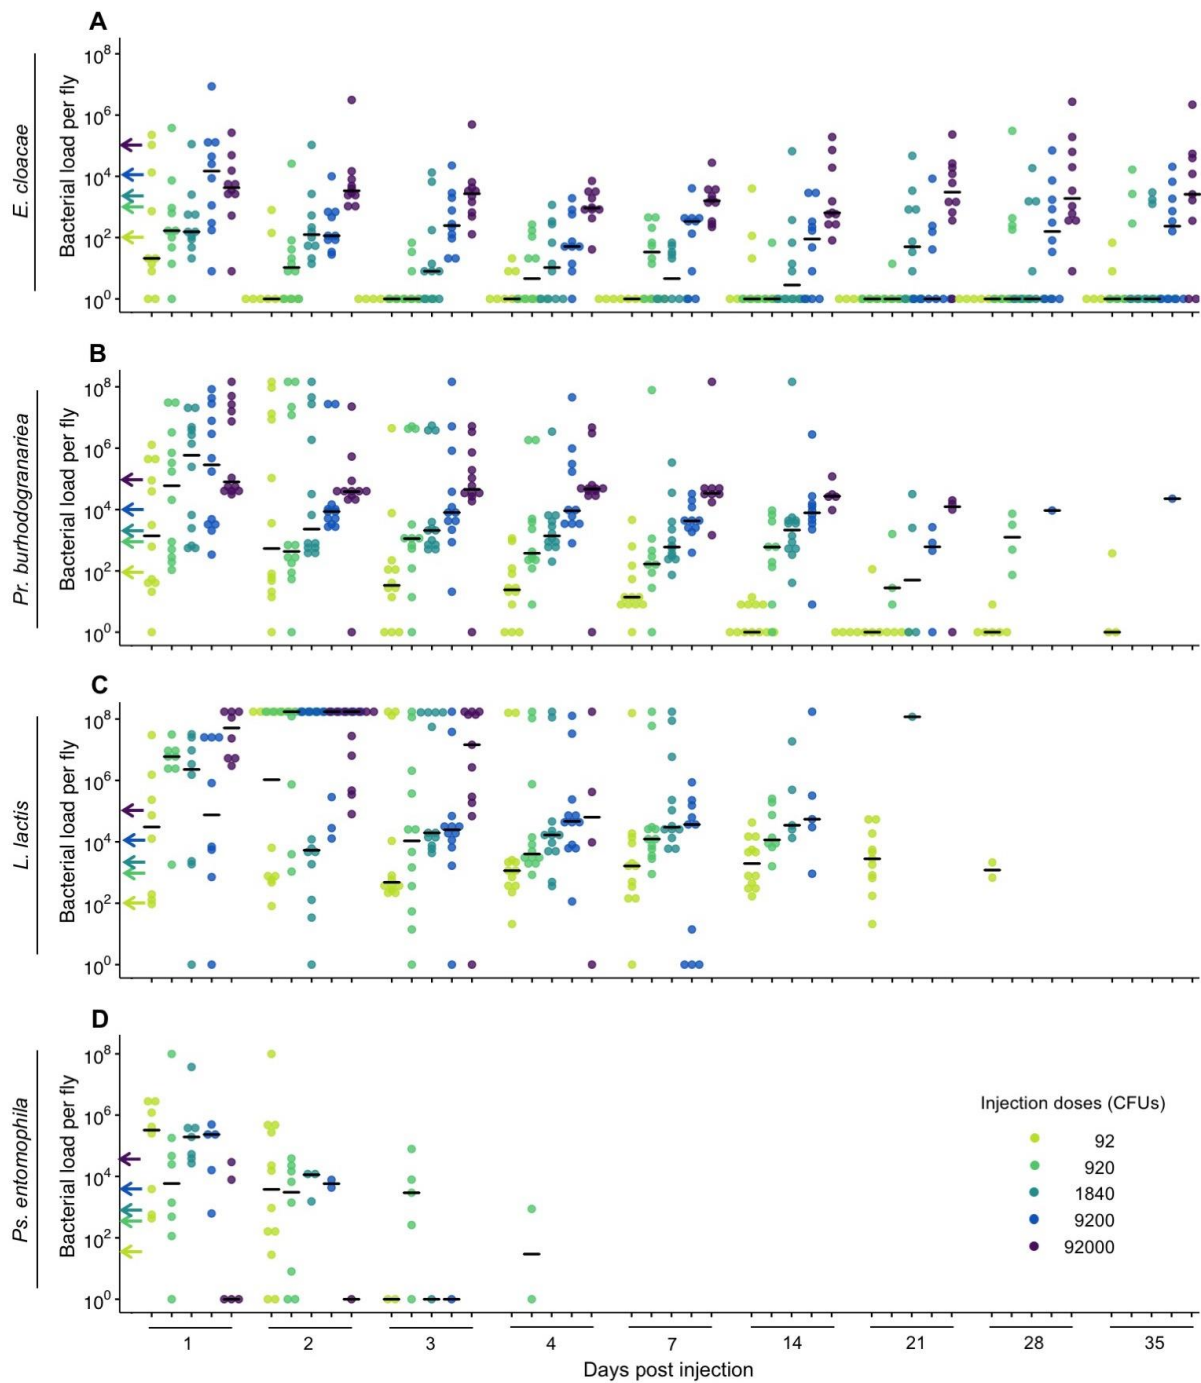 A
E. cloacae
Bacterial load per fly
10⁸
10⁶
10⁴
10²
10⁰
B
Pr. burhodogranariea
Bacterial load per fly
10⁸
10⁶
10⁴
10²
10⁰
C
L. lactis
Bacterial load per fly
10⁸
10⁶
10⁴
10²
10⁰
D
Ps. entomophila
Bacterial load per fly
10⁸
10⁶
10⁴
10²
10⁰
Injection doses (CFUs)
92
920
1840
9200
92000
1 2 3 4 7 14 21 28 35
Days post injection